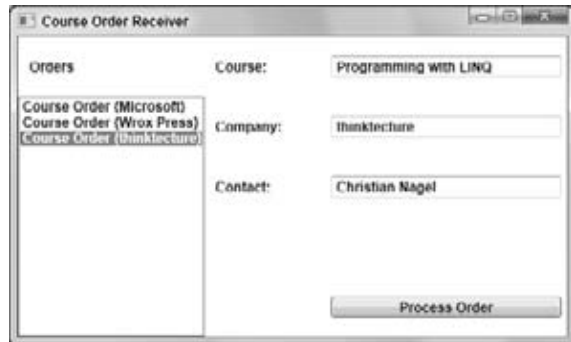 Course Order Receiver
Orders
Course Order (Microsoft)
Course Order (Wrox Press)
Course Order (thinktecture)
Course:
Programming with LINQ
Company:
thinktecture
Contact:
Christian Nagel
Process Order